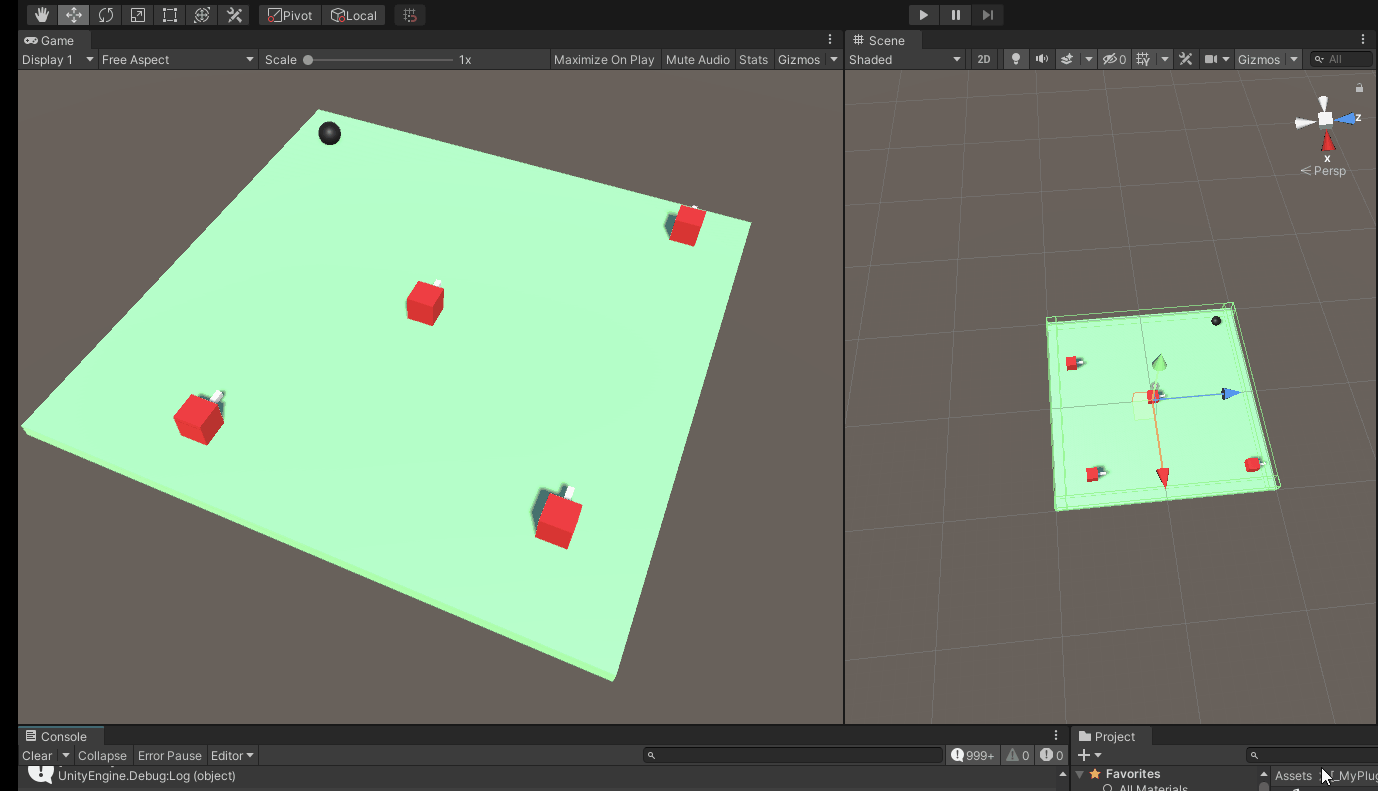 Pivot Local
Game
Scene
Display 1 Free Aspect Scale 1x Maximize On Play Mute Audio Stats Gizmos
Shaded 2D 0 Gizmos All
z
x
Persp
Console
Project
Clear Collapse Error Pause Editor 999+ 0 0
UnityEngine.Debug:Log (object)
Favorites
Assets _MyPlug
All Materials